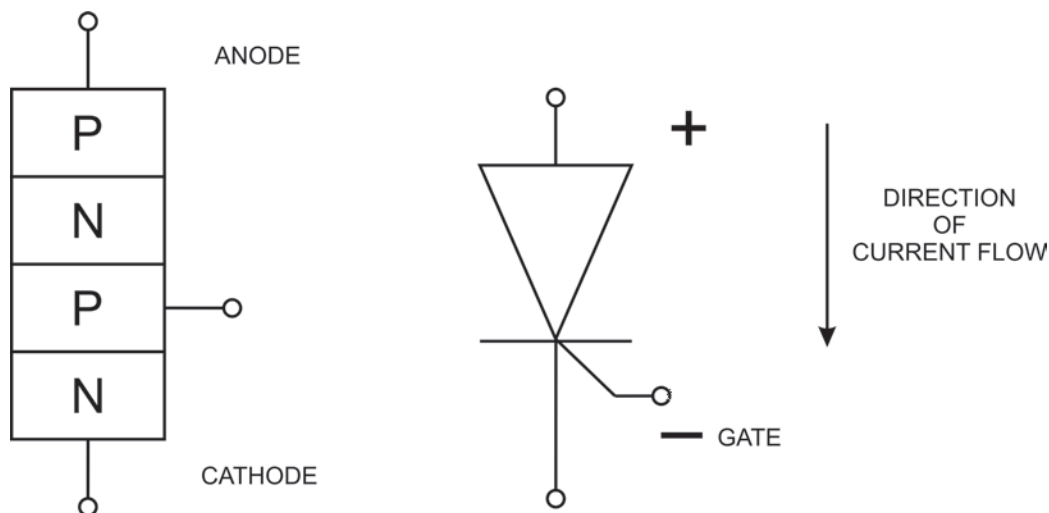 ANODE
P
N
P
N
CATHODE
+
DIRECTION
OF
CURRENT FLOW
— GATE